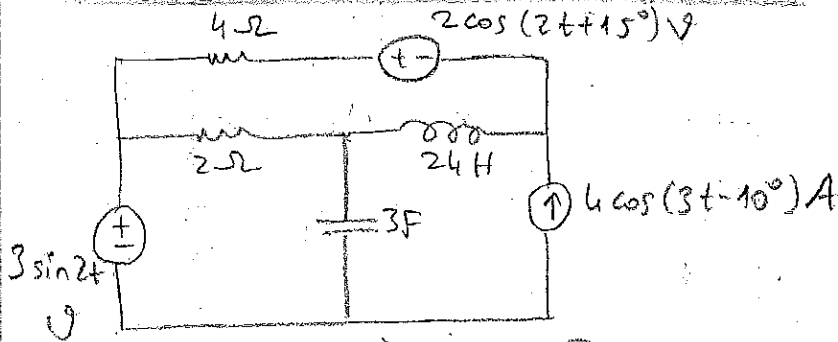 4Ω 2cos(2t+15°)V
2Ω 24H
3F 4cos(3t-10°)A
3sin2t
V